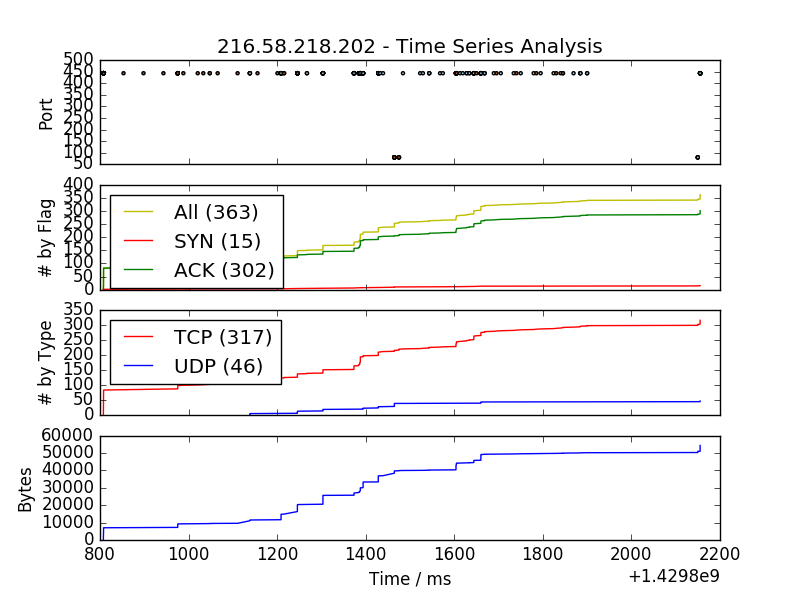 216.58.218.202 - Time Series Analysis
500
450
400
350
300
250
200
150
100
50
Port
400
350
300
250
200
150
100
50
0
# by Flag
All (363)
SYN (15)
ACK (302)
350
300
250
200
150
100
50
0
# by Type
TCP (317)
UDP (46)
60000
50000
40000
30000
20000
10000
0
Bytes
800 1000 1200 1400 1600 1800 2000 2200
Time / ms
+1.4298e9